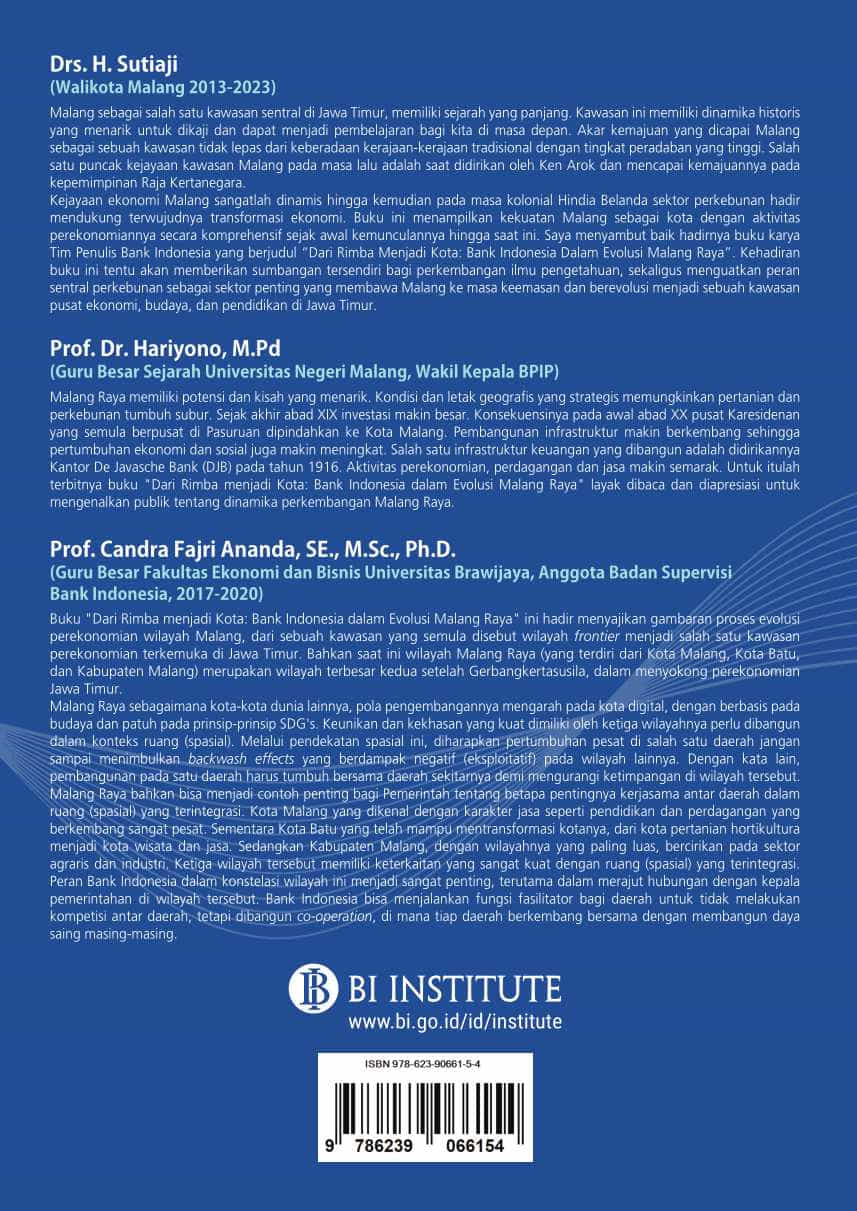 Drs. H. Sutiaji
(Walikota Malang 2013-2023)
Malang sebagai salah satu kawasan sentral di Jawa Timur, memiliki sejarah yang panjang. Kawasan ini memiliki dinamika historis
yang menarik untuk dikaji dan dapat menjadi pembelajaran bagi kita di masa depan. Akar kemajuan yang dicapai Malang
sebagai sebuah kawasan tidak lepas dari keberadaan kerajaan-kerajaan tradisional dengan tingkat peradaban yang tinggi. Salah
satu puncak kejayaan kawasan Malang pada masa lalu adalah saat didirikan oleh Ken Arok dan mencapai kemajuannya pada
kepemimpinan Raja Kertanegara.
Kejayaan ekonomi Malang sangatlah dinamis hingga kemudian pada masa kolonial Hindia Belanda sektor perkebunan hadir
mendukung terwujudnya transformasi ekonomi. Buku ini menampilkan kekuatan Malang sebagai kota dengan aktivitas
perekonomiannya secara komprehensif sejak awal kemunculannya hingga saat ini. Saya menyambut baik hadirnya buku karya
Tim Penulis Bank Indonesia yang berjudul “Dari Rimba Menjadi Kota: Bank Indonesia Dalam Evolusi Malang Raya”. Kehadiran
buku ini tentu akan memberikan sumbangan tersendiri bagi perkembangan ilmu pengetahuan, sekaligus menguatkan peran
sentral perkebunan sebagai sektor penting yang membawa Malang ke masa keemasan dan berevolusi menjadi sebuah kawasan
pusat ekonomi, budaya, dan pendidikan di Jawa Timur.
Prof. Dr. Hariyono, M.Pd
(Guru Besar Sejarah Universitas Negeri Malang, Wakil Kepala BPIP)
Malang Raya memiliki potensi dan kisah yang menarik. Kondisi dan letak geografis yang strategis memungkinkan pertanian dan
perkebunan tumbuh subur. Sejak akhir abad XIX investasi makin besar. Konsekuensinya pada awal abad XX pusat Karesidenan
yang semula berpusat di Pasuruan dipindahkan ke Kota Malang. Pembangunan infrastruktur makin berkembang sehingga
pertumbuhan ekonomi dan sosial juga makin meningkat. Salah satu infrastruktur keuangan yang dibangun adalah didirikannya
Kantor De Javasche Bank (DJB) pada tahun 1916. Aktivitas perekonomian, perdagangan dan jasa makin semarak. Untuk itulah
terbitnya buku "Dari Rimba menjadi Kota: Bank Indonesia dalam Evolusi Malang Raya" layak dibaca dan diapresiasi untuk
mengenalkan publik tentang dinamika perkembangan Malang Raya.
Prof. Candra Fajri Ananda, SE., M.Sc., Ph.D.
(Guru Besar Fakultas Ekonomi dan Bisnis Universitas Brawijaya, Anggota Badan Supervisi
Bank Indonesia, 2017-2020)
Buku "Dari Rimba menjadi Kota: Bank Indonesia dalam Evolusi Malang Raya" ini hadir menyajikan gambaran proses evolusi
perekonomian wilayah Malang, dari sebuah kawasan yang semula disebut wilayah frontier menjadi salah satu kawasan
perekonomian terkemuka di Jawa Timur. Bahkan saat ini wilayah Malang Raya (yang terdiri dari Kota Malang, Kota Batu,
dan Kabupaten Malang) merupakan wilayah terbesar kedua setelah Gerbangkertasusila, dalam menyokong perekonomian
Jawa Timur.
Malang Raya sebagaimana kota-kota dunia lainnya, pola pengembangannya mengarah pada kota digital, dengan berbasis pada
budaya dan patuh pada prinsip-prinsip SDG's. Keunikan dan kekhasan yang kuat dimiliki oleh ketiga wilayahnya perlu dibangun
dalam konteks ruang (spasial). Melalui pendekatan spasial ini, diharapkan pertumbuhan pesat di salah satu daerah jangan
sampal menimbulkan backwash effects yang berdampak negatif (eksploitatif) pada wilayah lainnya. Dengan kata lain,
pembangunan pada satu daerah harus tumbuh bersama daerah sekitarnya demi mengurangi ketimpangan di wilayah tersebut.
Malang Raya bahkan bisa menjadi contoh penting bagi Pemerintah tentang betapa pentingnya kerjasama antar daerah dalam
ruang (spasial) yang terintegrasi. Kota Malang yang dikenal dengan karakter jasa seperti pendidikan dan perdagangan yang
berkembang sangat pesat. Sementara Kota Batu yang telah mampu mentransformasi kotanya, dari kota pertanian hortikultura
menjadi kota wisata dan jasa. Sedangkan Kabupaten Malang, dengan wilayahnya yang paling luas, bercirikan pada sektor
agraris dan industri. Ketiga wilayah tersebut memiliki keterkaitan yang sangat kuat dengan ruang (spasial) yang terintegrasi.
Peran Bank Indonesia dalam konstelasi wilayah ini menjadi sangat penting, terutama dalam merajut hubungan dengan kepala
pemerintahan di wilayah tersebut. Bank Indonesia bisa menjalankan fungsi fasilitator bagi daerah untuk tidak melakukan
kompetisi antar daerah, tetapi dibangun co-operation, di mana tiap daerah berkembang bersama dengan membangun daya
saing masing-masing.
BI INSTITUTE
www.bi.go.id/id/institute
ISBN 978-623-90661-5-4
9 786239 066154